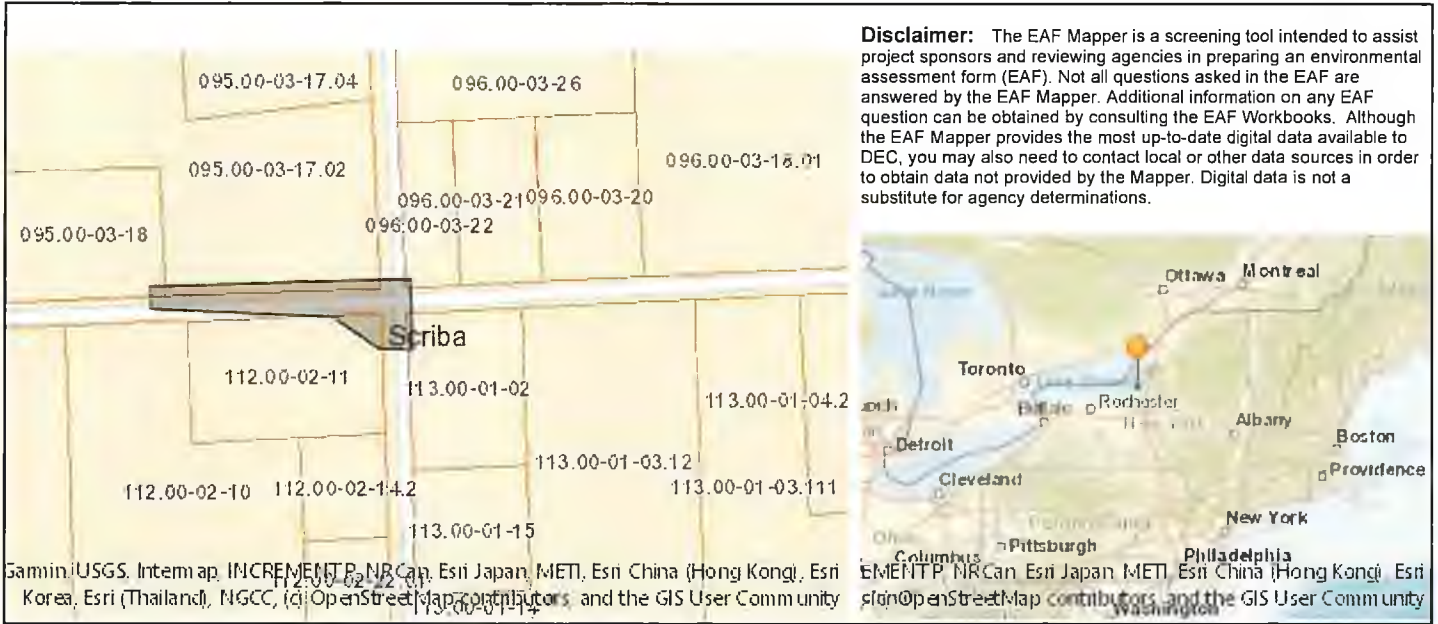 Disclaimer: The EAF Mapper is a screening tool intended to assist
project sponsors and reviewing agencies in preparing an environmental
assessment form (EAF). Not all questions asked in the EAF are
answered by the EAF Mapper. Additional information on any EAF
question can be obtained by consulting the EAF Workbooks. Although
the EAF Mapper provides the most up-to-date digital data available to
DEC, you may also need to contact local or other data sources in order
to obtain data not provided by the Mapper. Digital data is not a
substitute for agency determinations.
095.00-03-17.04
096.00-03-26
095.00-03-17.02
096.00-03-18.01
096.00-03-21
096.00-03-20
096.00-03-22
095.00-03-18
Scriba
112.00-02-11
113.00-01-02
113.00-01-04.2
113.00-01-03.12
112.00-02-10
112.00-02-14.2
113.00-01-03.111
113.00-01-15
Garmin, USGS, Intermap, INCREMENT P, NRCan, Esri Japan, METI, Esri China (Hong Kong), Esri
Korea, Esri (Thailand), NGCC, (c) OpenStreetMap contributors, and the GIS User Community
Ottawa
Montreal
Toronto
Buffalo
Rochester
Albany
Detroit
Boston
Providence
Cleveland
New York
Pittsburgh
Columbus
Philadelphia
Washington
EMENT P, NRCan, Esri Japan, METI, Esri China (Hong Kong), Esri
OpenStreetMap contributors, and the GIS User Community